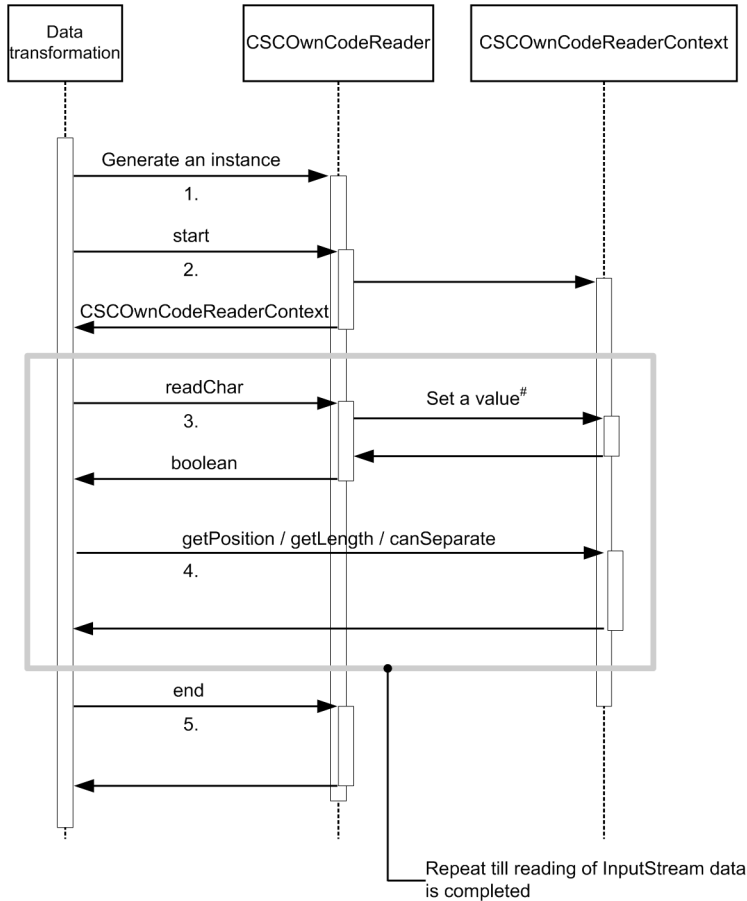 Data
transformation
CSCOwnCodeReader
CSCOwnCodeReaderContext
Generate an instance
1.
start
2.
CSCOwnCodeReaderContext
readChar
3.
Set a value#
boolean
getPosition / getLength / canSeparate
4.
end
5.
Repeat till reading of InputStream data
is completed